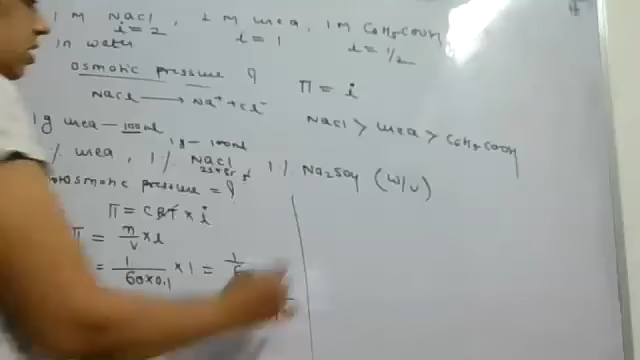 1 M NaCl, 1 M urea, 1 M C6H5COOH
i = 2 i = 1 i = 1/2
in water
osmotic pressure ?
NaCl → Na+ + Cl-
π = i
NaCl > urea > C6H5COOH
1g urea — 100ml
1g — 100ml
% urea, 1% NaCl 1% Na2SO4 (W/V)
osmotic pressure = ?
π = CRT × i
π = n/V × i
= 1/60×0.1 × 1 = 1/6